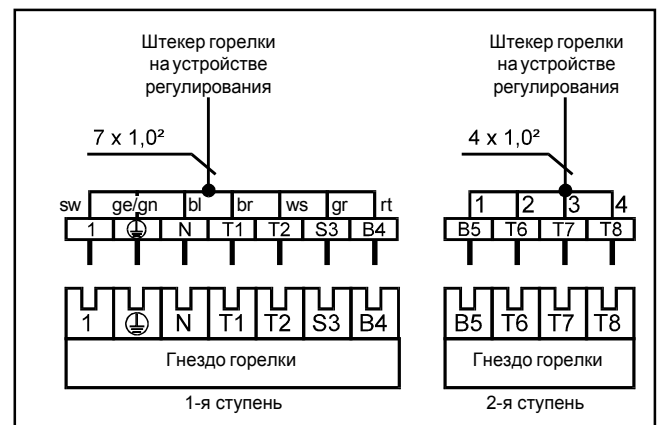 Штекер горелки
на устройстве
регулирования
7 x 1,0²
sw ge/gn bl br ws gr rt
1 N T1 T2 S3 B4
1 N T1 T2 S3 B4
Гнездо горелки
1-я ступень
Штекер горелки
на устройстве
регулирования
4 x 1,0²
1 2 3 4
B5 T6 T7 T8
B5 T6 T7 T8
Гнездо горелки
2-я ступень